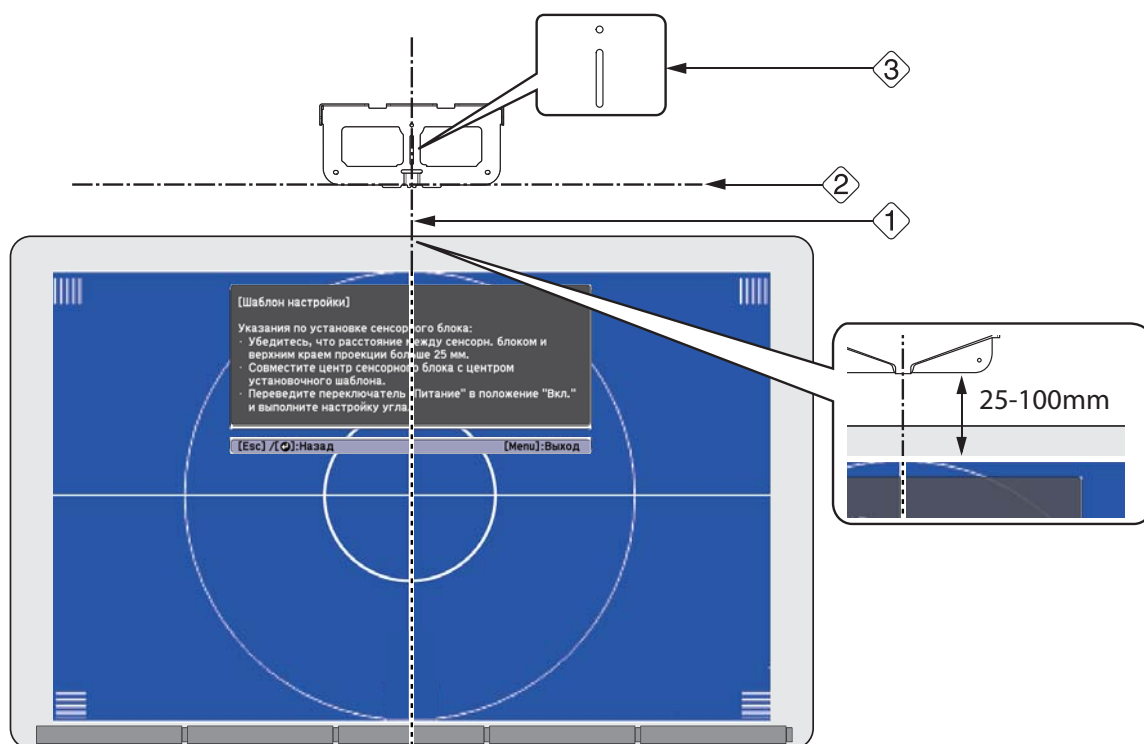 3
2
1
[Шаблон настройки]
Указания по установке сенсорного блока:
· Убедитесь, что расстояние между сенсорн. блоком и
верхним краем проекции больше 25 мм.
· Совместите центр сенсорного блока с центром
установочного шаблона.
· Переведите переключатель "Питание" в положение "Вкл."
и выполните настройку угла.
[Esc] /[⏎]:Назад [Menu]:Выход
25-100mm